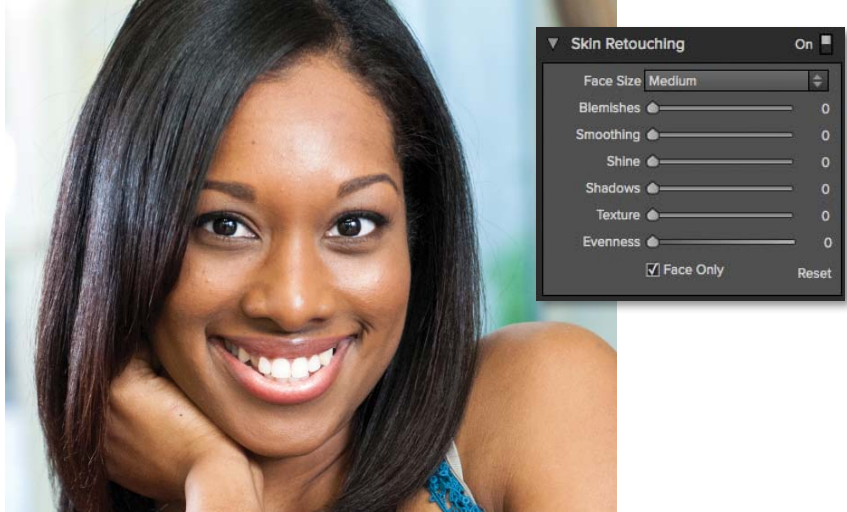 Skin Retouching On
Face Size Medium
Blemishes 0
Smoothing 0
Shine 0
Shadows 0
Texture 0
Evenness 0
Face Only Reset